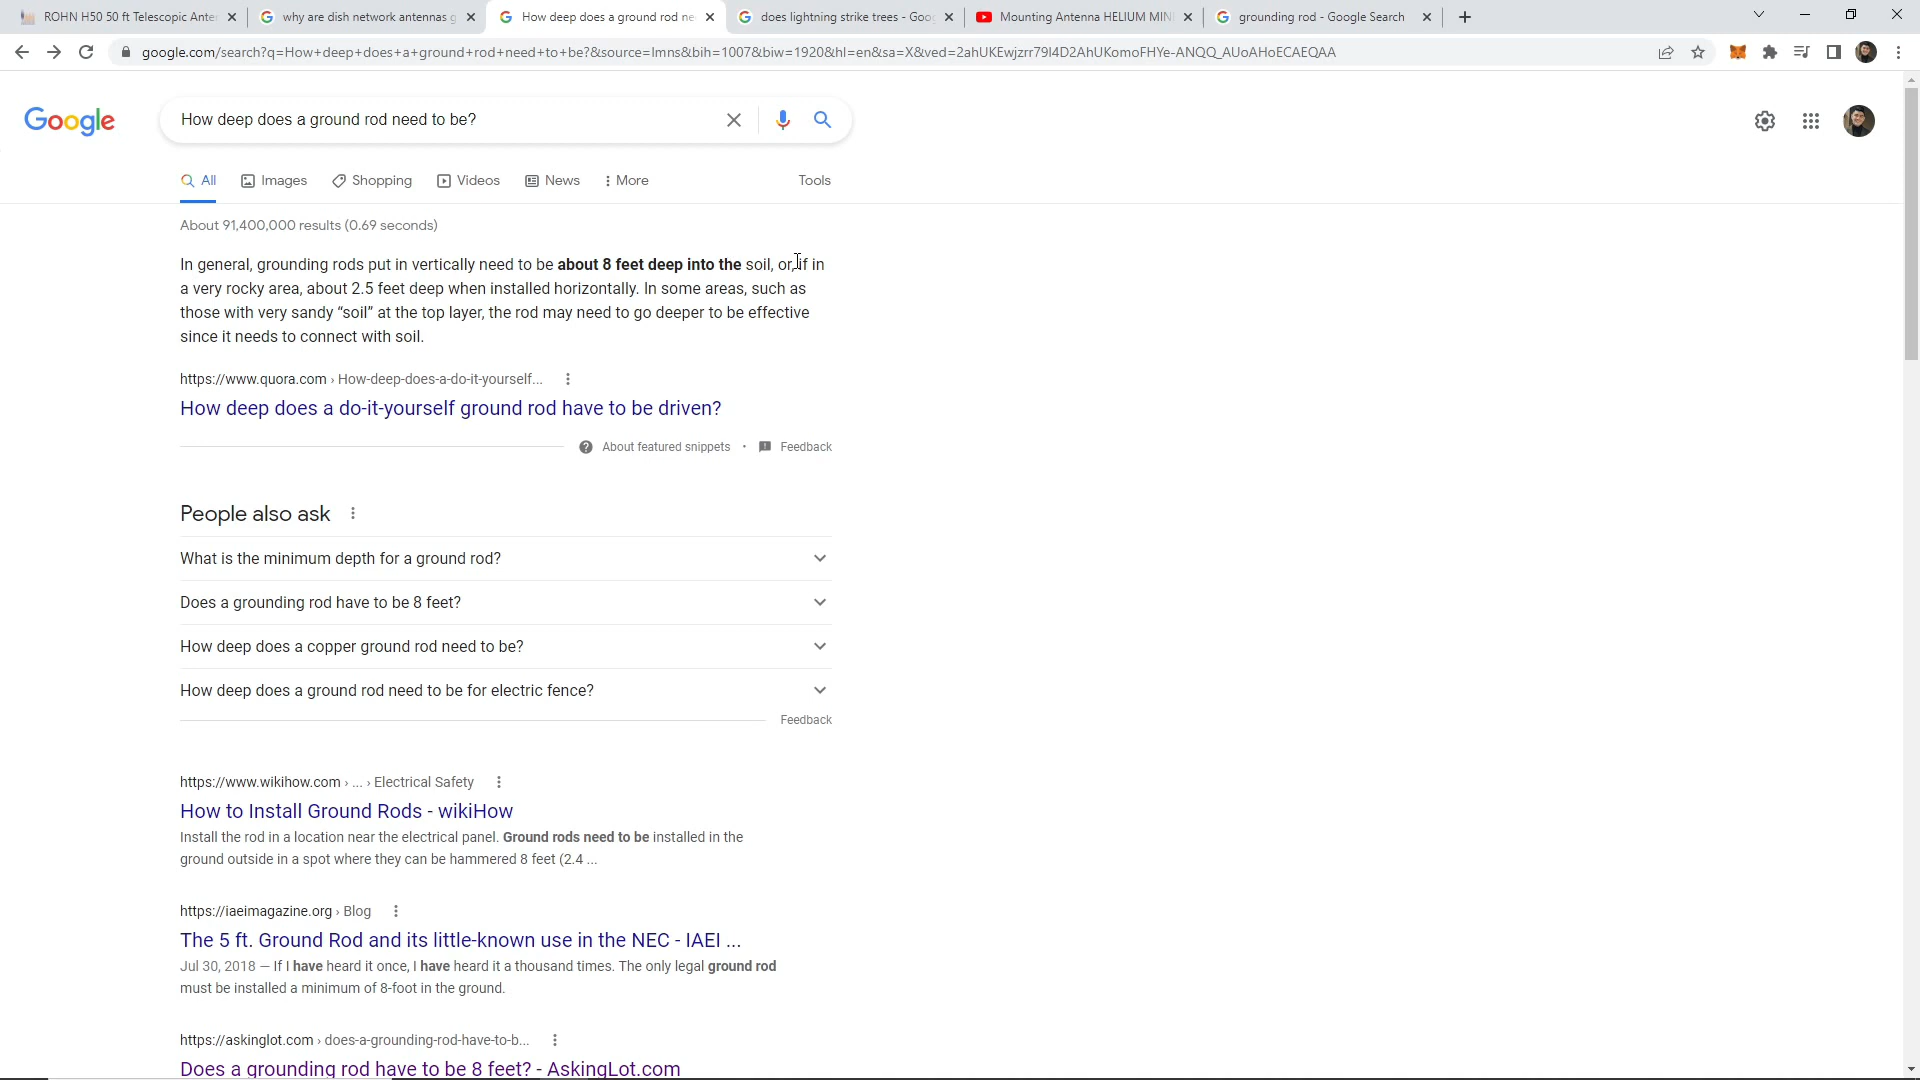 ROHN H50 50 ft Telescopic Ante
why are dish network antennas g
How deep does a ground rod ne
does lightning strike trees - Goo
Mounting Antenna HELIUM MIN
grounding rod - Google Search
google.com/search?q=How+deep+does+a+ground+rod+need+to+be?&source=lmns&bih=1007&biw=1920&hl=en&sa=X&ved=2ahUKEwjzrr79l4D2AhUKomoFHYe-ANQQ_AUoAHoECAEQAA
Google
How deep does a ground rod need to be?
All
Images
Shopping
Videos
News
More
Tools
About 91,400,000 results (0.69 seconds)
In general, grounding rods put in vertically need to be about 8 feet deep into the soil, or, if in
a very rocky area, about 2.5 feet deep when installed horizontally. In some areas, such as
those with very sandy “soil” at the top layer, the rod may need to go deeper to be effective
since it needs to connect with soil.
https://www.quora.com › How-deep-does-a-do-it-yourself...
How deep does a do-it-yourself ground rod have to be driven?
About featured snippets • Feedback
People also ask
What is the minimum depth for a ground rod?
Does a grounding rod have to be 8 feet?
How deep does a copper ground rod need to be?
How deep does a ground rod need to be for electric fence?
Feedback
https://www.wikihow.com › ... › Electrical Safety
How to Install Ground Rods - wikiHow
Install the rod in a location near the electrical panel. Ground rods need to be installed in the
ground outside in a spot where they can be hammered 8 feet (2.4 ...
https://iaeimagazine.org › Blog
The 5 ft. Ground Rod and its little-known use in the NEC - IAEI ...
Jul 30, 2018 — If I have heard it once, I have heard it a thousand times. The only legal ground rod
must be installed a minimum of 8-foot in the ground.
https://askinglot.com › does-a-grounding-rod-have-to-b...
Does a grounding rod have to be 8 feet? - AskingLot.com